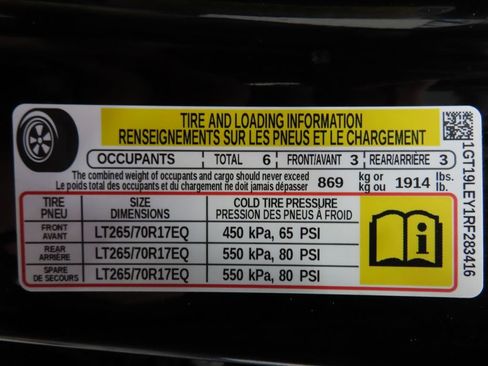 TIRE AND LOADING INFORMATION
RENSEIGNEMENTS SUR LES PNEUS ET LE CHARGEMENT
OCCUPANTS TOTAL 6 FRONT/AVANT 3 REAR/ARRIÈRE 3
The combined weight of occupants and cargo should never exceed 869 kg or 1914 lbs.
Le poids total des occupants et du chargement ne doit jamais dépasser kg ou lb.
TIRE SIZE COLD TIRE PRESSURE
PNEU DIMENSIONS PRESSION DES PNEUS À FROID
FRONT
AVANT LT265/70R17EQ 450 kPa, 65 PSI
REAR
ARRIÈRE LT265/70R17EQ 550 kPa, 80 PSI
SPARE
DE SECOURS LT265/70R17EQ 550 kPa, 80 PSI
i
1GT19LEY1RF283416